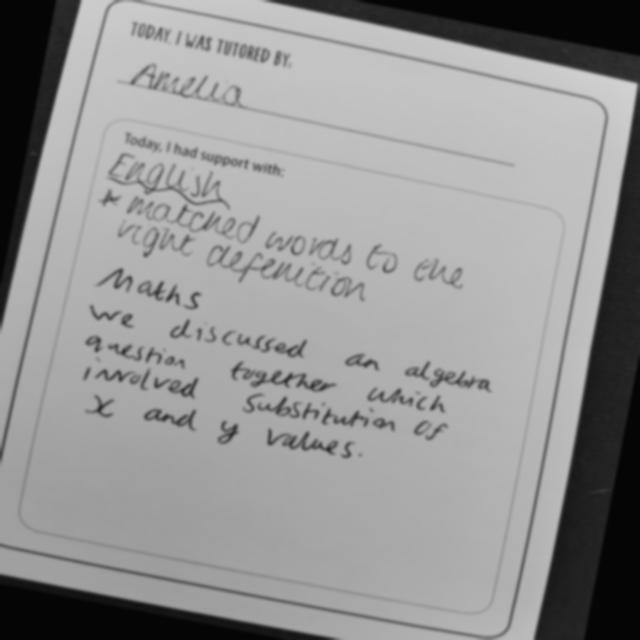 TODAY, I WAS TUTORED BY:
Amelia
Today, I had support with:
English
* matched words to the
right defenition
Maths
we discussed an algebra
question together which
involved substitution of
x and y values.